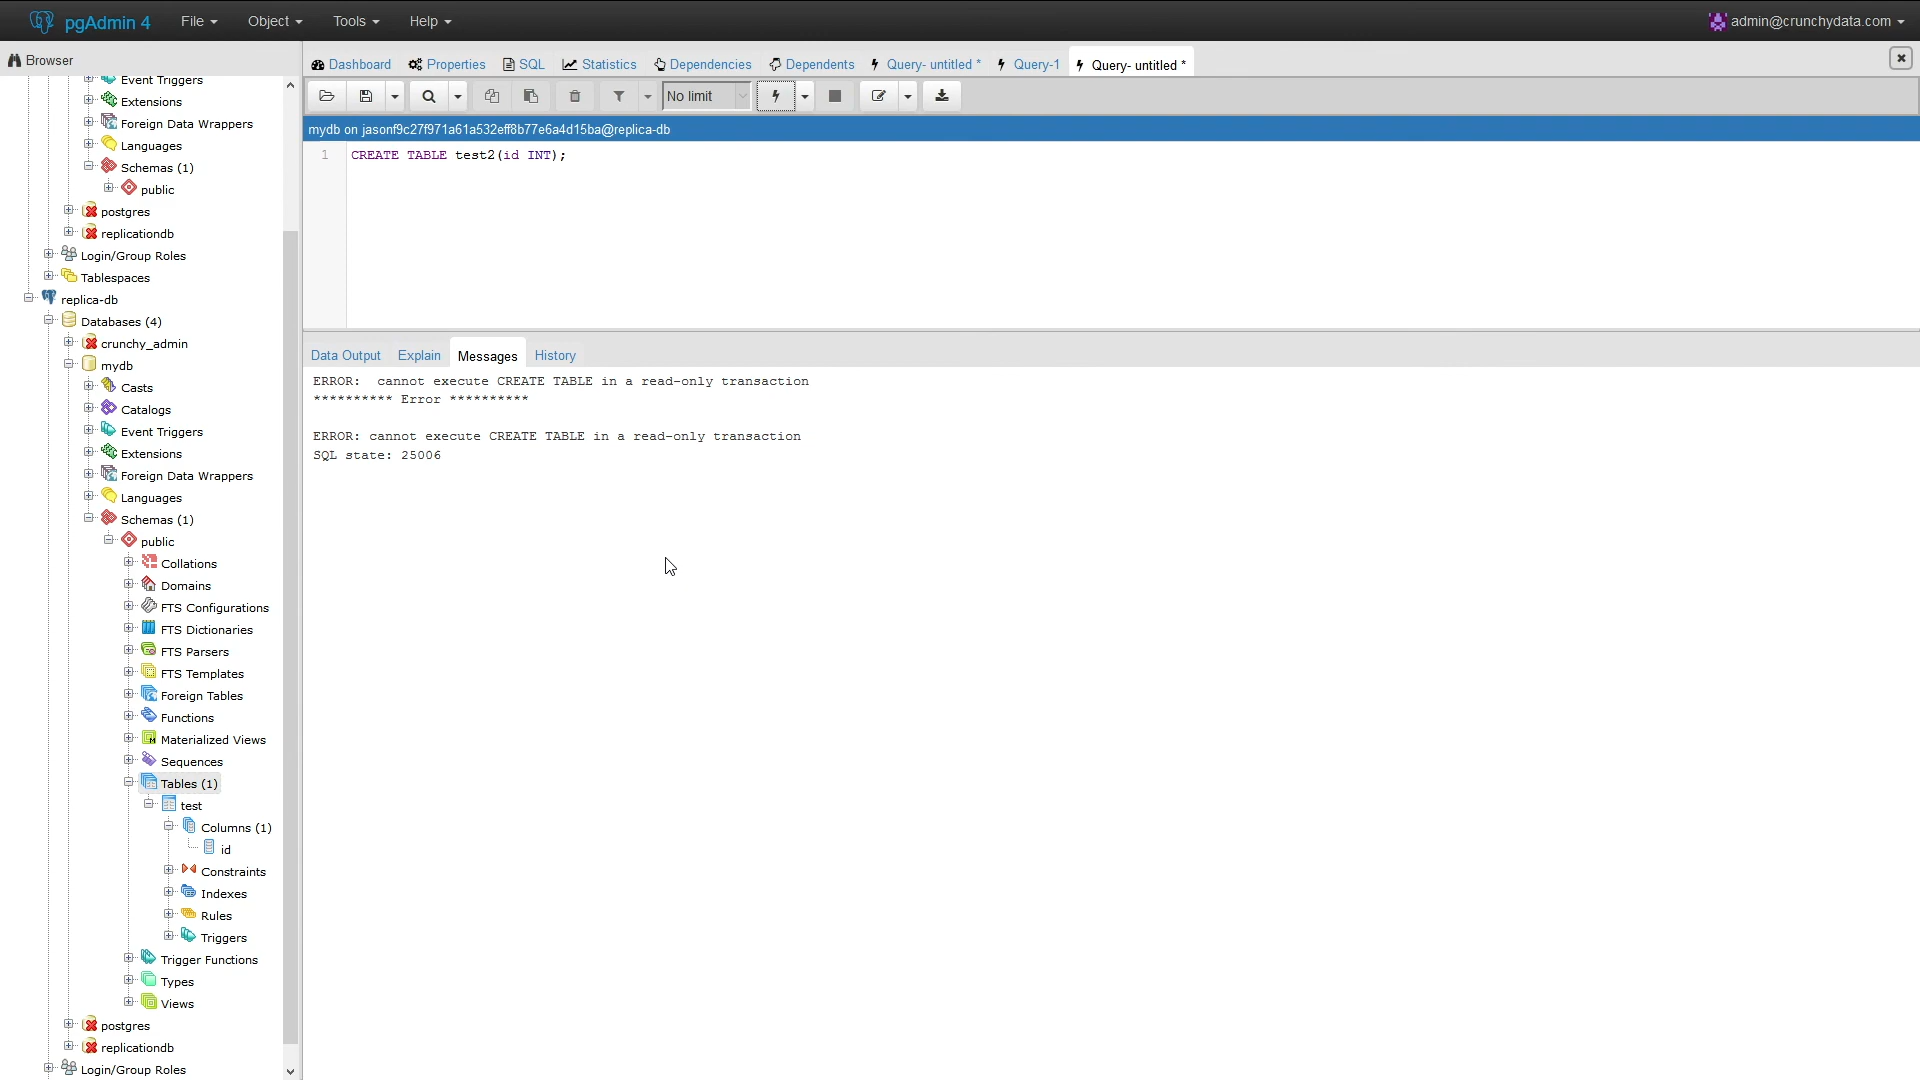 pgAdmin 4
File
Object
Tools
Help
admin@crunchydata.com
Browser
Event Triggers
Extensions
Foreign Data Wrappers
Languages
Schemas (1)
public
postgres
replicationdb
Login/Group Roles
Tablespaces
replica-db
Databases (4)
crunchy_admin
mydb
Casts
Catalogs
Event Triggers
Extensions
Foreign Data Wrappers
Languages
Schemas (1)
public
Collations
Domains
FTS Configurations
FTS Dictionaries
FTS Parsers
FTS Templates
Foreign Tables
Functions
Materialized Views
Sequences
Tables (1)
test
Columns (1)
id
Constraints
Indexes
Rules
Triggers
Trigger Functions
Types
Views
postgres
replicationdb
Login/Group Roles
Dashboard
Properties
SQL
Statistics
Dependencies
Dependents
Query- untitled *
Query-1
Query- untitled *
No limit
mydb on jasonf9c27f971a61a532eff8b77e6a4d15ba@replica-db
1 CREATE TABLE test2(id INT);
Data Output
Explain
Messages
History
ERROR:  cannot execute CREATE TABLE in a read-only transaction
********** Error **********
ERROR: cannot execute CREATE TABLE in a read-only transaction
SQL state: 25006